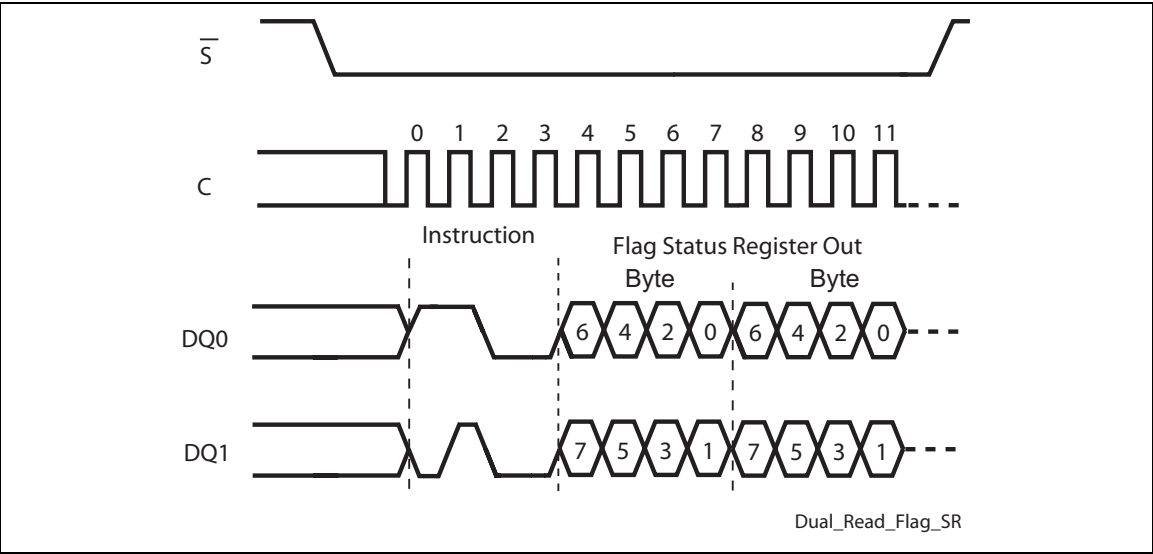 S
0 1 2 3 4 5 6 7 8 9 10 11
C
Instruction
Flag Status Register Out
Byte Byte
DQ0
6 4 2 0 6 4 2 0
DQ1
7 5 3 1 7 5 3 1
Dual_Read_Flag_SR